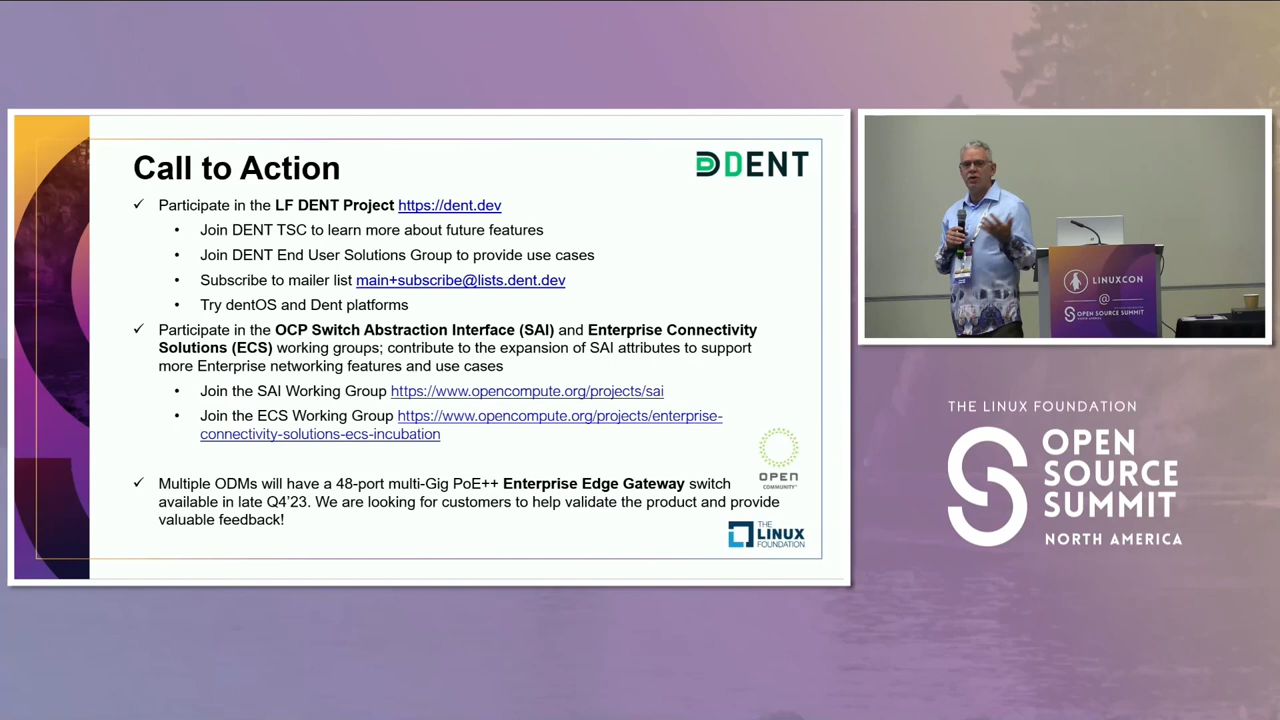 Call to Action
DENT
✓ Participate in the LF DENT Project https://dent.dev
• Join DENT TSC to learn more about future features
• Join DENT End User Solutions Group to provide use cases
• Subscribe to mailer list main+subscribe@lists.dent.dev
• Try dentOS and Dent platforms
✓ Participate in the OCP Switch Abstraction Interface (SAI) and Enterprise Connectivity
Solutions (ECS) working groups; contribute to the expansion of SAI attributes to support
more Enterprise networking features and use cases
• Join the SAI Working Group https://www.opencompute.org/projects/sai
• Join the ECS Working Group https://www.opencompute.org/projects/enterprise-
connectivity-solutions-ecs-incubation
OPEN
COMMUNITY
✓ Multiple ODMs will have a 48-port multi-Gig PoE++ Enterprise Edge Gateway switch
available in late Q4'23. We are looking for customers to help validate the product and provide
valuable feedback!
THE
LINUX
FOUNDATION
LINUXCON
@
OPEN SOURCE SUMMIT
THE LINUX FOUNDATION
OPEN
SOURCE
SUMMIT
NORTH AMERICA